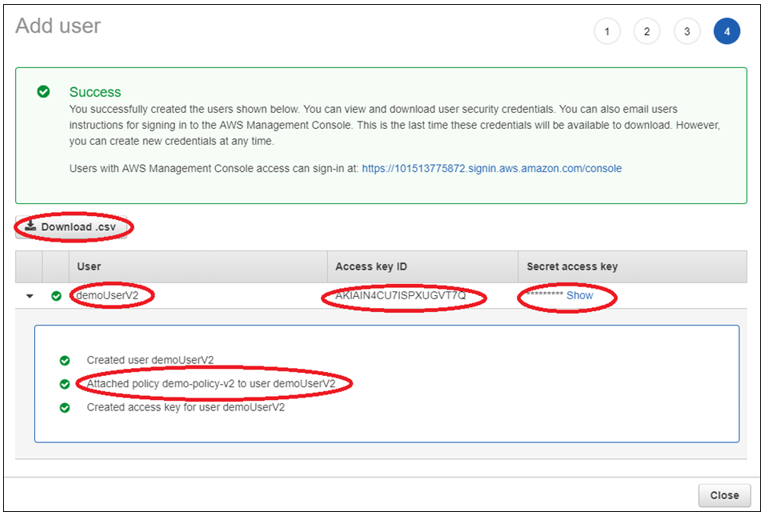 Add user
1 2 3 4
Success
You successfully created the users shown below. You can view and download user security credentials. You can also email users
instructions for signing in to the AWS Management Console. This is the last time these credentials will be available to download. However,
you can create new credentials at any time.
Users with AWS Management Console access can sign-in at: https://101513775872.signin.aws.amazon.com/console
Download .csv
User Access key ID Secret access key
demoUserV2 AKIAIN4CU7ISPXUGVT7Q ********* Show
Created user demoUserV2
Attached policy demo-policy-v2 to user demoUserV2
Created access key for user demoUserV2
Close